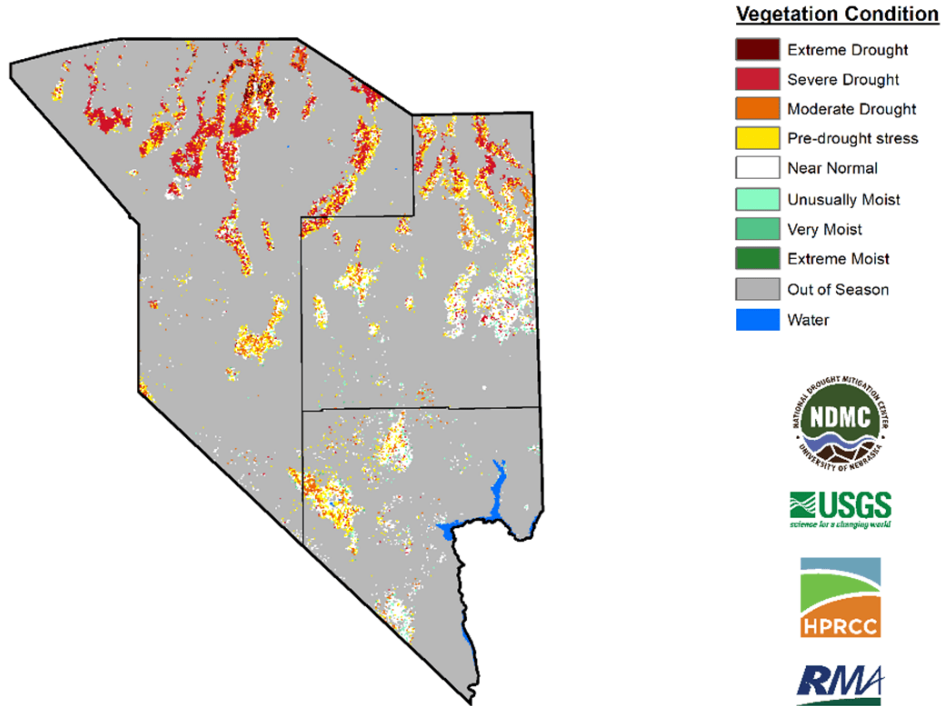 Vegetation Condition
Extreme Drought
Severe Drought
Moderate Drought
Pre-drought stress
Near Normal
Unusually Moist
Very Moist
Extreme Moist
Out of Season
Water
NATIONAL DROUGHT MITIGATION CENTER
NDMC
UNIVERSITY OF NEBRASKA
USGS
science for a changing world
HPRCC
RMA